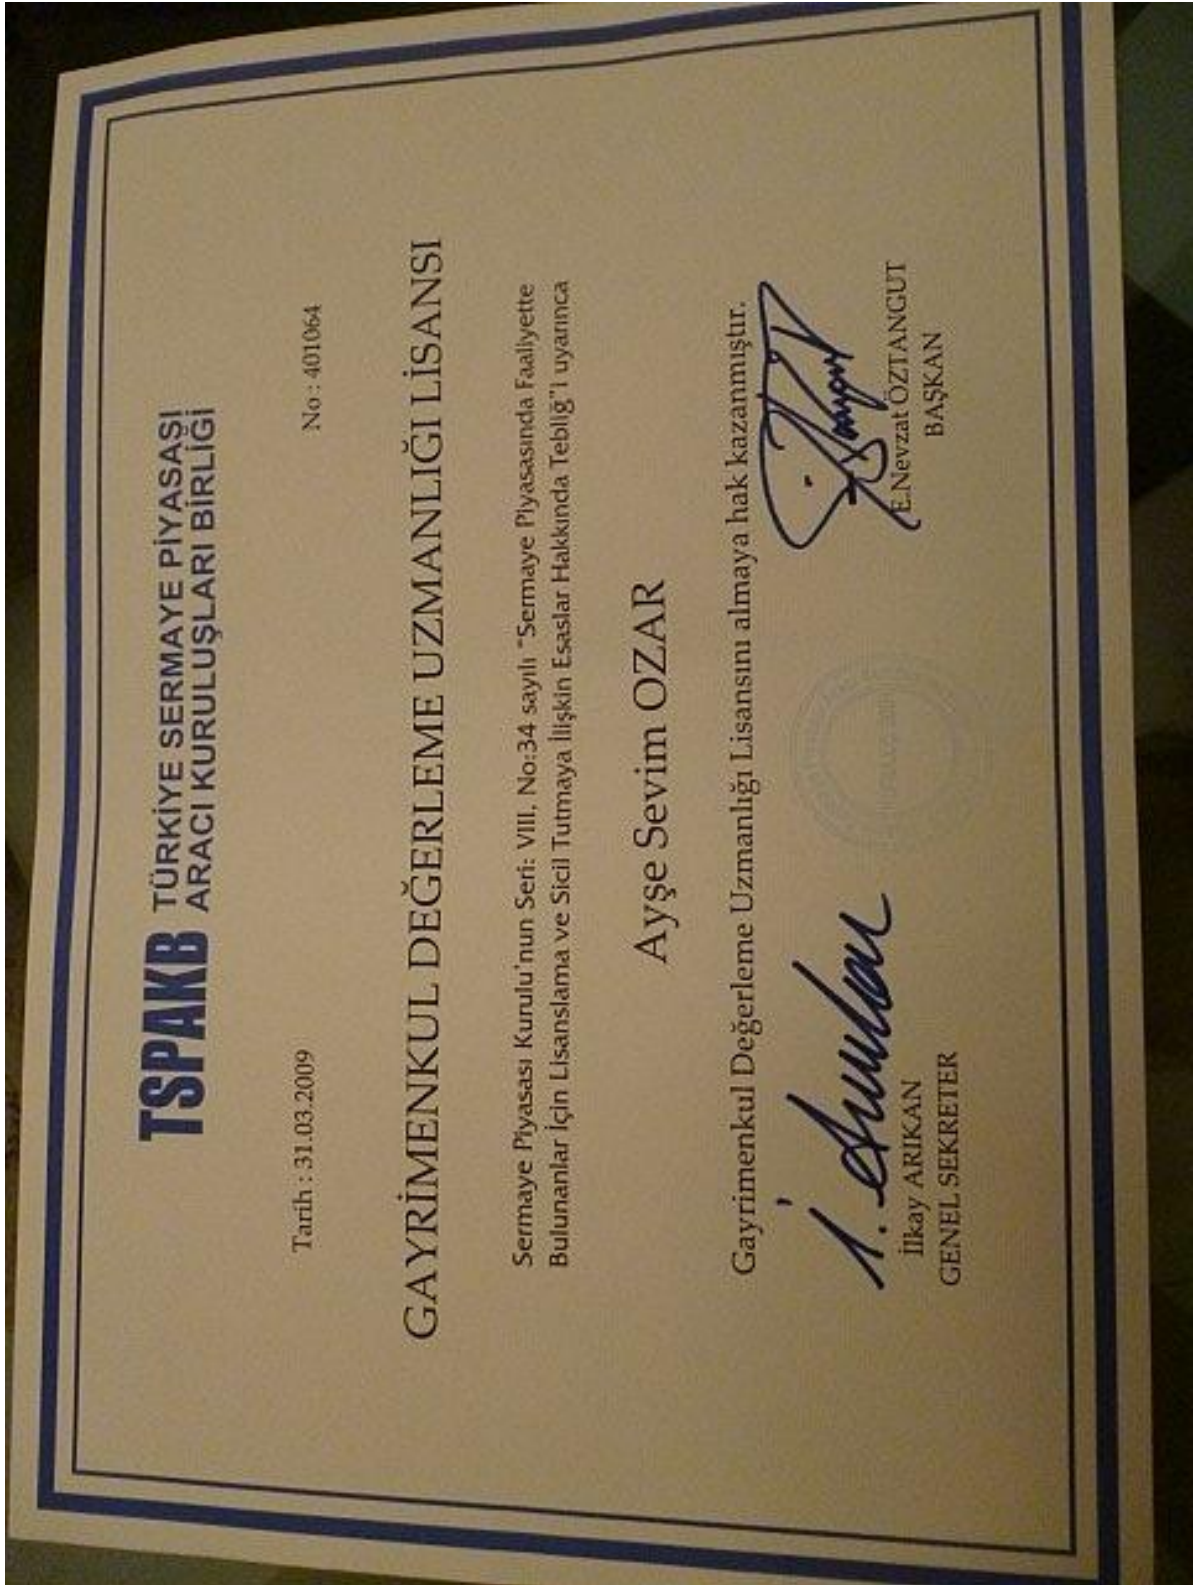 TSPAKB TÜRKİYE SERMAYE PİYASASI
ARACI KURULUŞLARI BİRLİĞİ
Tarih : 31.03.2009 No : 401064
GAYRİMENKUL DEĞERLEME UZMANLIĞI LİSANSI
Sermaye Piyasası Kurulu'nun Seri: VIII, No:34 sayılı "Sermaye Piyasasında Faaliyette
Bulunanlar İçin Lisanslama ve Sicil Tutmaya İlişkin Esaslar Hakkında Tebliğ"i uyarınca
Ayşe Sevim OZAR
Gayrimenkul Değerleme Uzmanlığı Lisansını almaya hak kazanmıştır.
İlkay ARIKAN
GENEL SEKRETER
E.Nevzat ÖZTANGUT
BAŞKAN